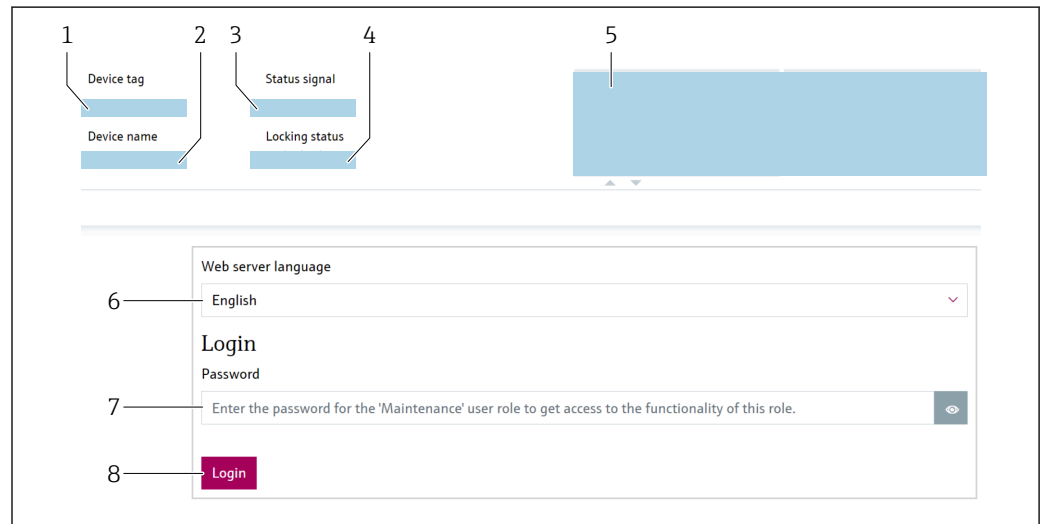 1 2 3 4 5
Device tag Status signal
Device name Locking status
Web server language
6 English
Login
Password
7 Enter the password for the 'Maintenance' user role to get access to the functionality of this role.
8 Login